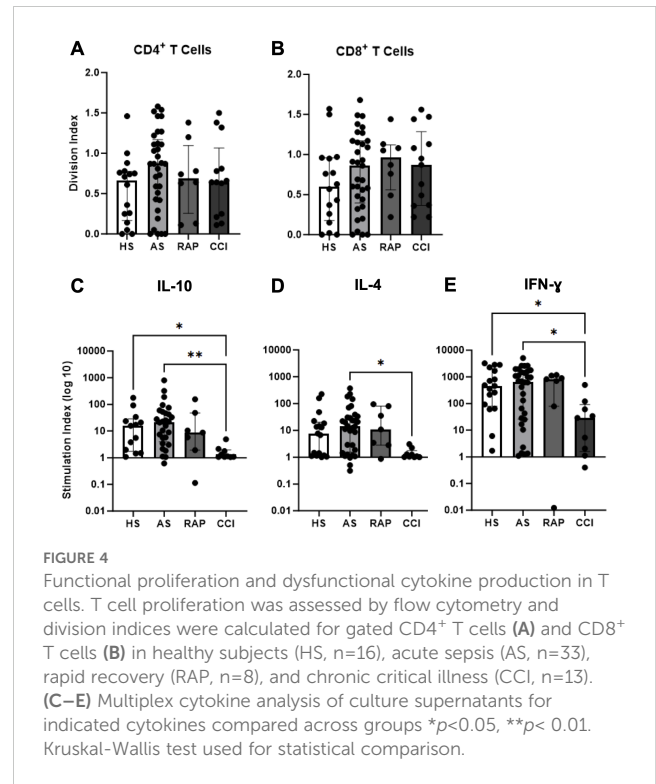 A
CD4+ T Cells
Division Index
2.0
1.5
1.0
0.5
0.0
HS AS RAP CCI
B
CD8+ T Cells
2.0
1.5
1.0
0.5
0.0
HS AS RAP CCI
C
IL-10
*
**
Stimulation Index (log 10)
10000
1000
100
10
1
0.1
0.01
HS AS RAP CCI
D
IL-4
*
10000
1000
100
10
1
0.1
0.01
HS AS RAP CCI
E
IFN-ɣ
*
*
10000
1000
100
10
1
0.1
0.01
HS AS RAP CCI
FIGURE 4
Functional proliferation and dysfunctional cytokine production in T
cells. T cell proliferation was assessed by flow cytometry and
division indices were calculated for gated CD4+ T cells (A) and CD8+
T cells (B) in healthy subjects (HS, n=16), acute sepsis (AS, n=33),
rapid recovery (RAP, n=8), and chronic critical illness (CCI, n=13).
(C–E) Multiplex cytokine analysis of culture supernatants for
indicated cytokines compared across groups *p<0.05, **p< 0.01.
Kruskal-Wallis test used for statistical comparison.